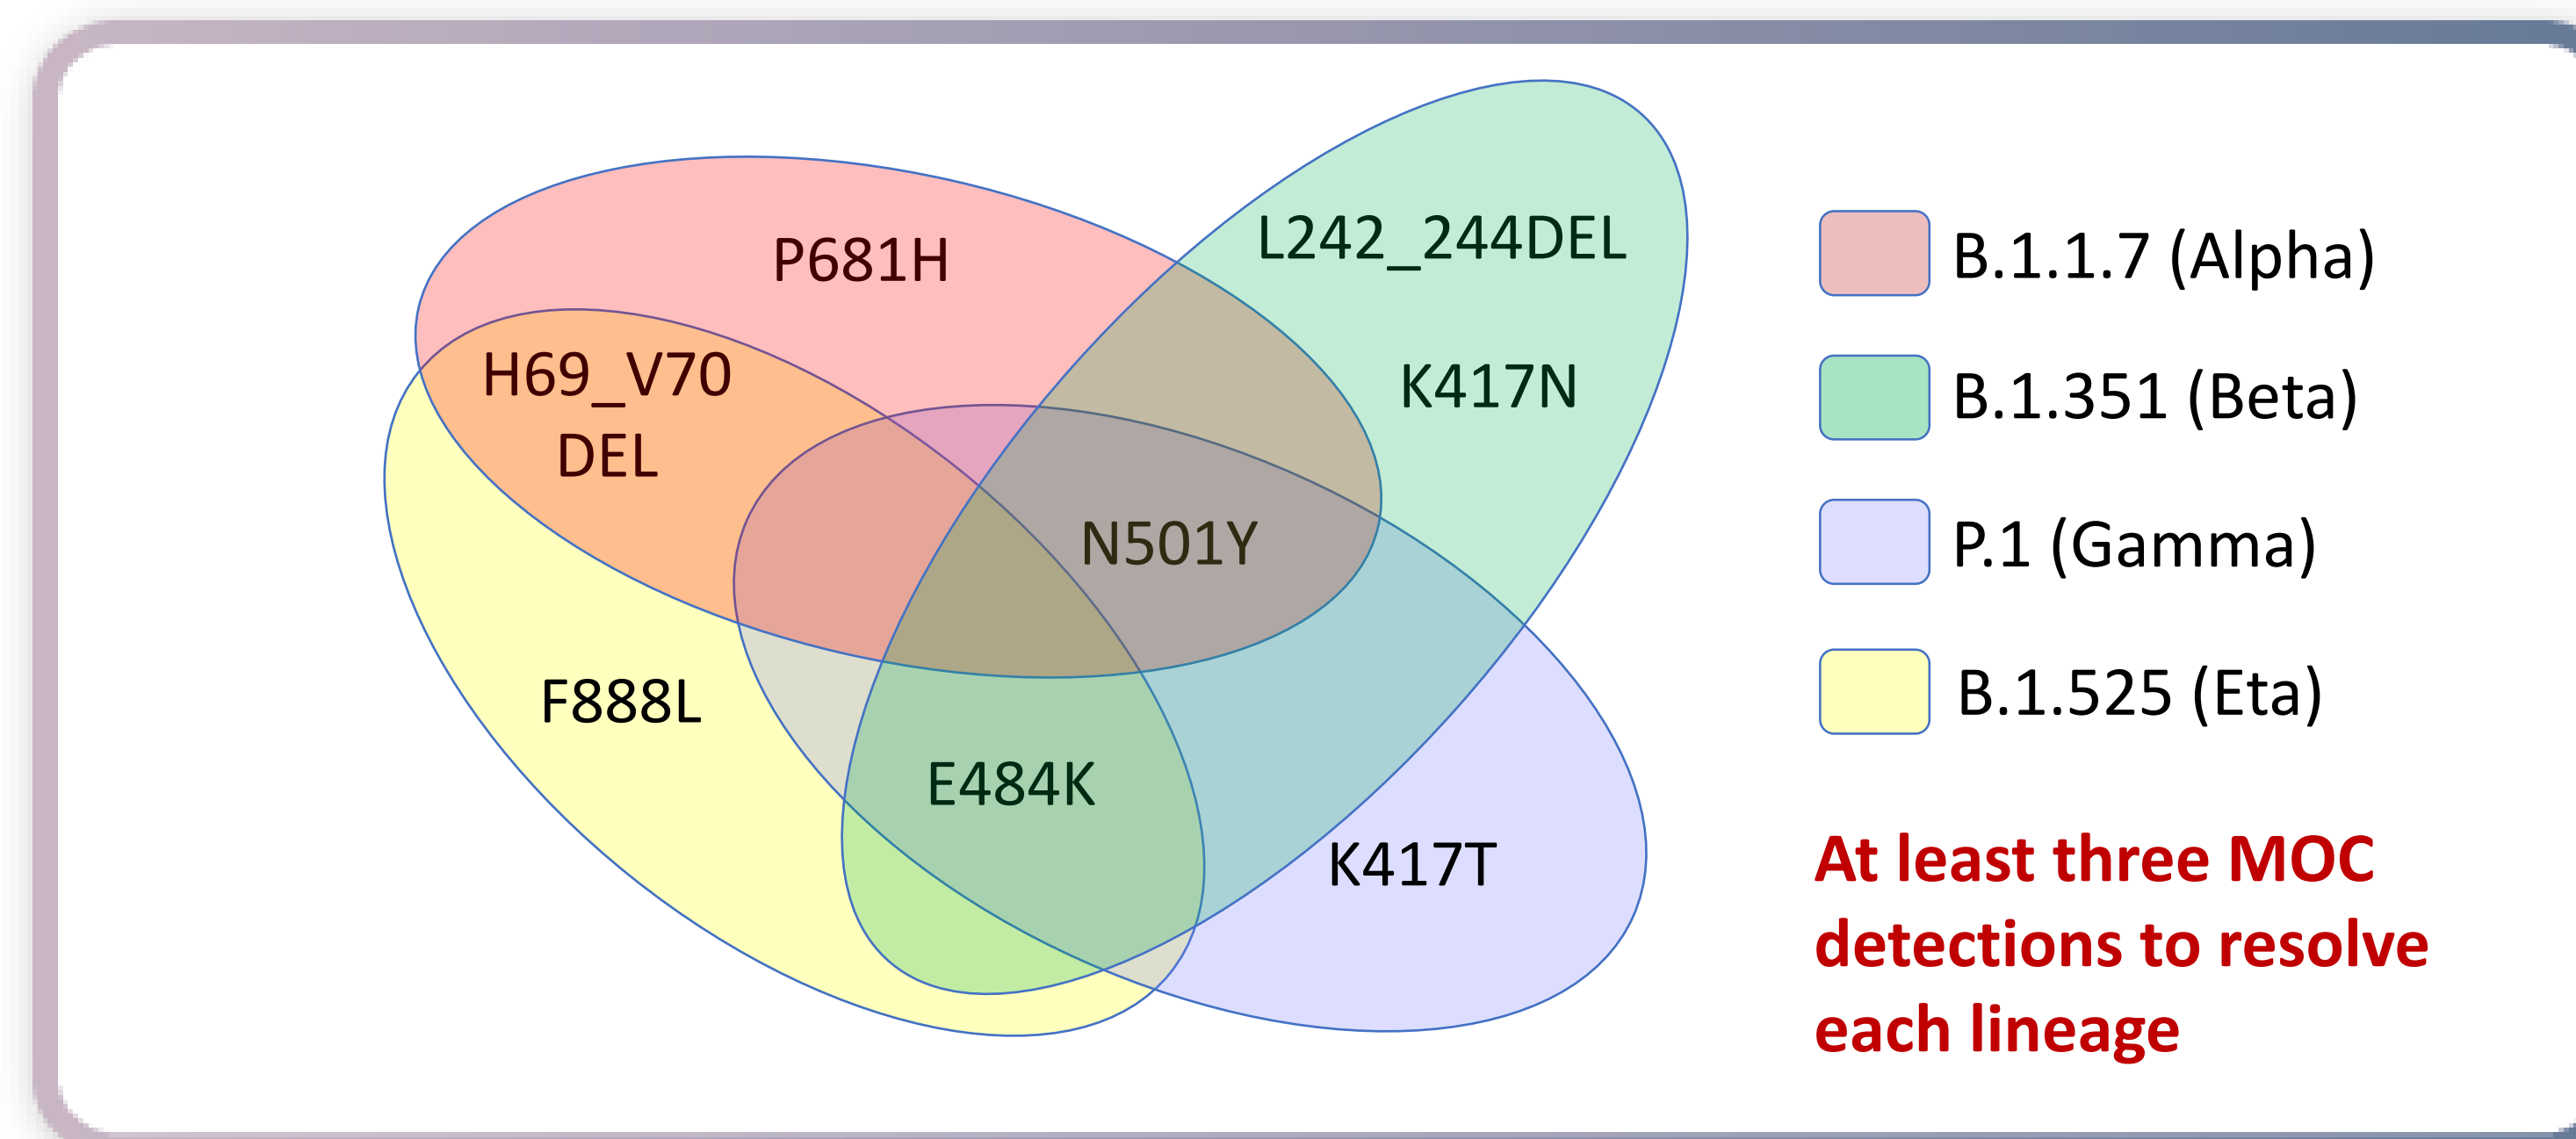 P681H
L242_244DEL
K417N
H69_V70
DEL
N501Y
F888L
E484K
K417T
B.1.1.7 (Alpha)
B.1.351 (Beta)
P.1 (Gamma)
B.1.525 (Eta)
At least three MOC
detections to resolve
each lineage